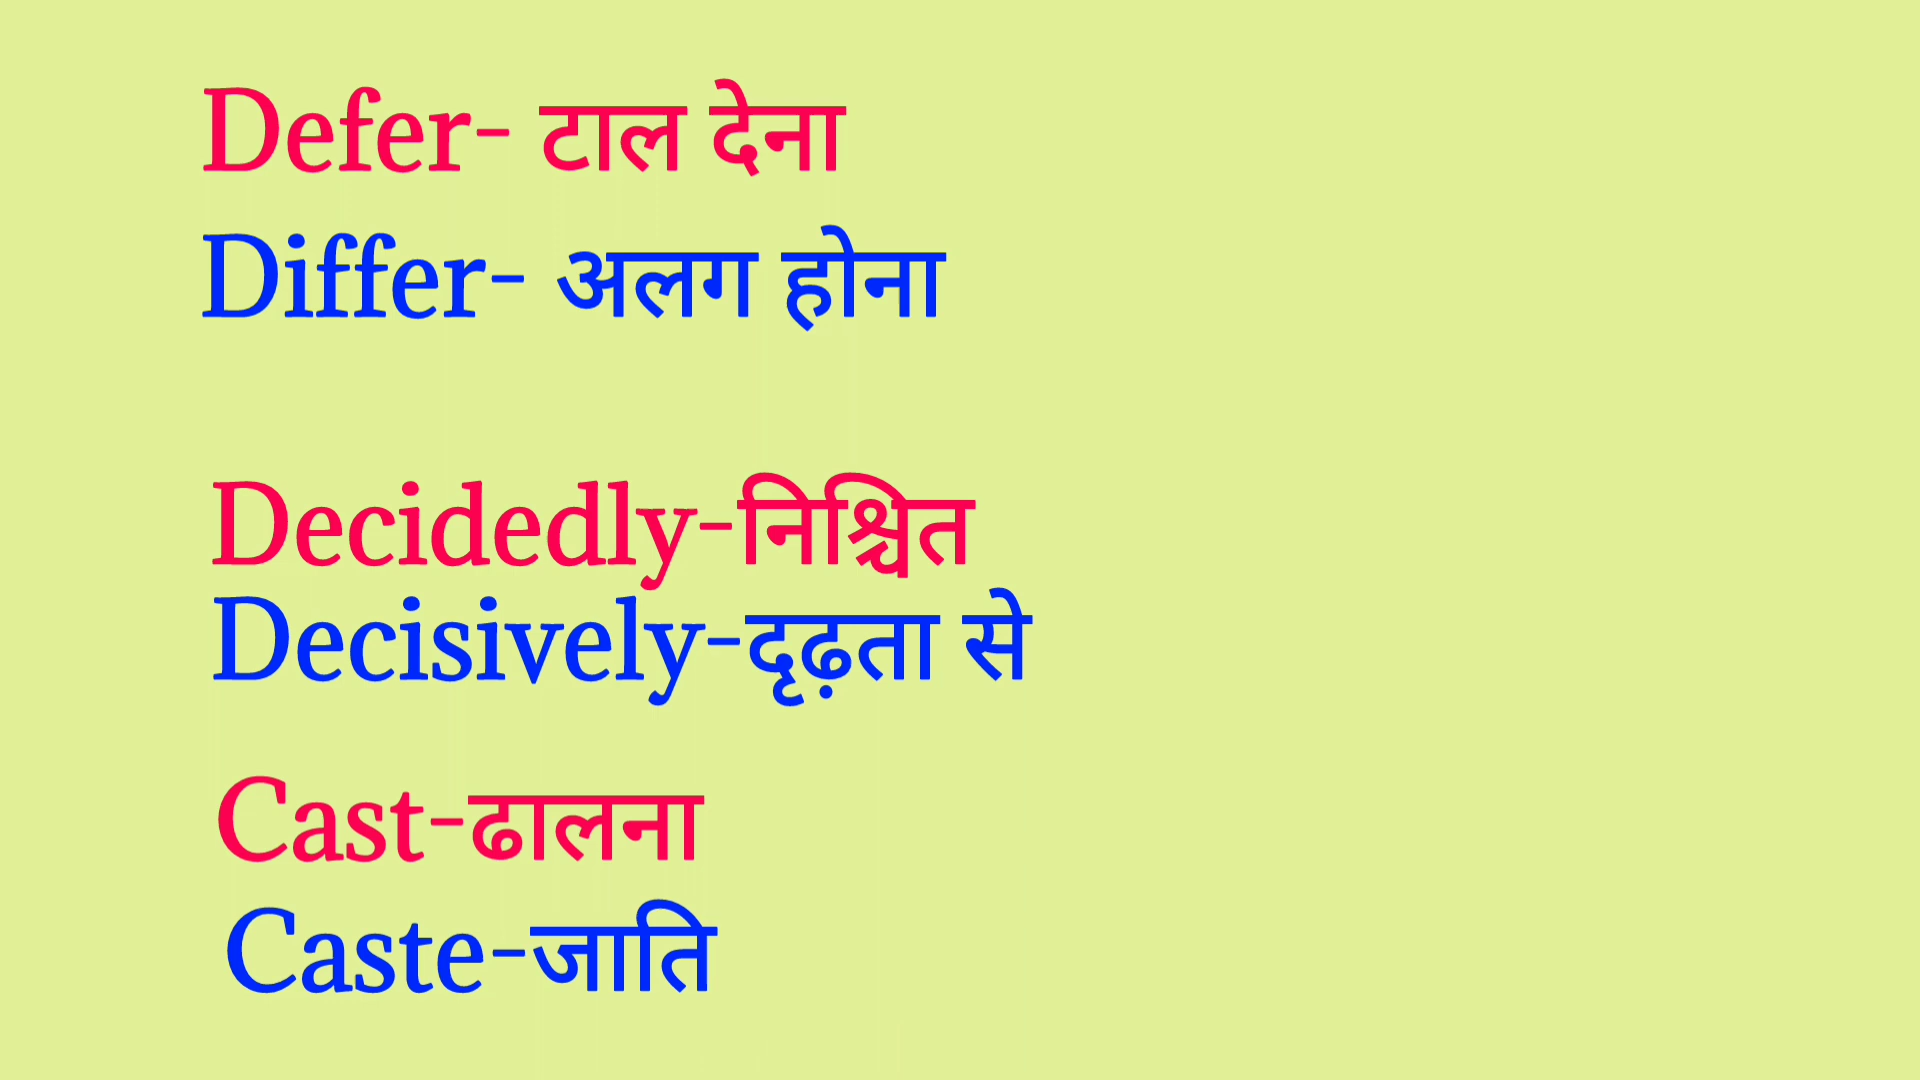 Defer- टाल देना
Differ- अलग होना
Decidedly-निश्चित
Decisively-दृढ़ता से
Cast-ढालना
Caste-जाति